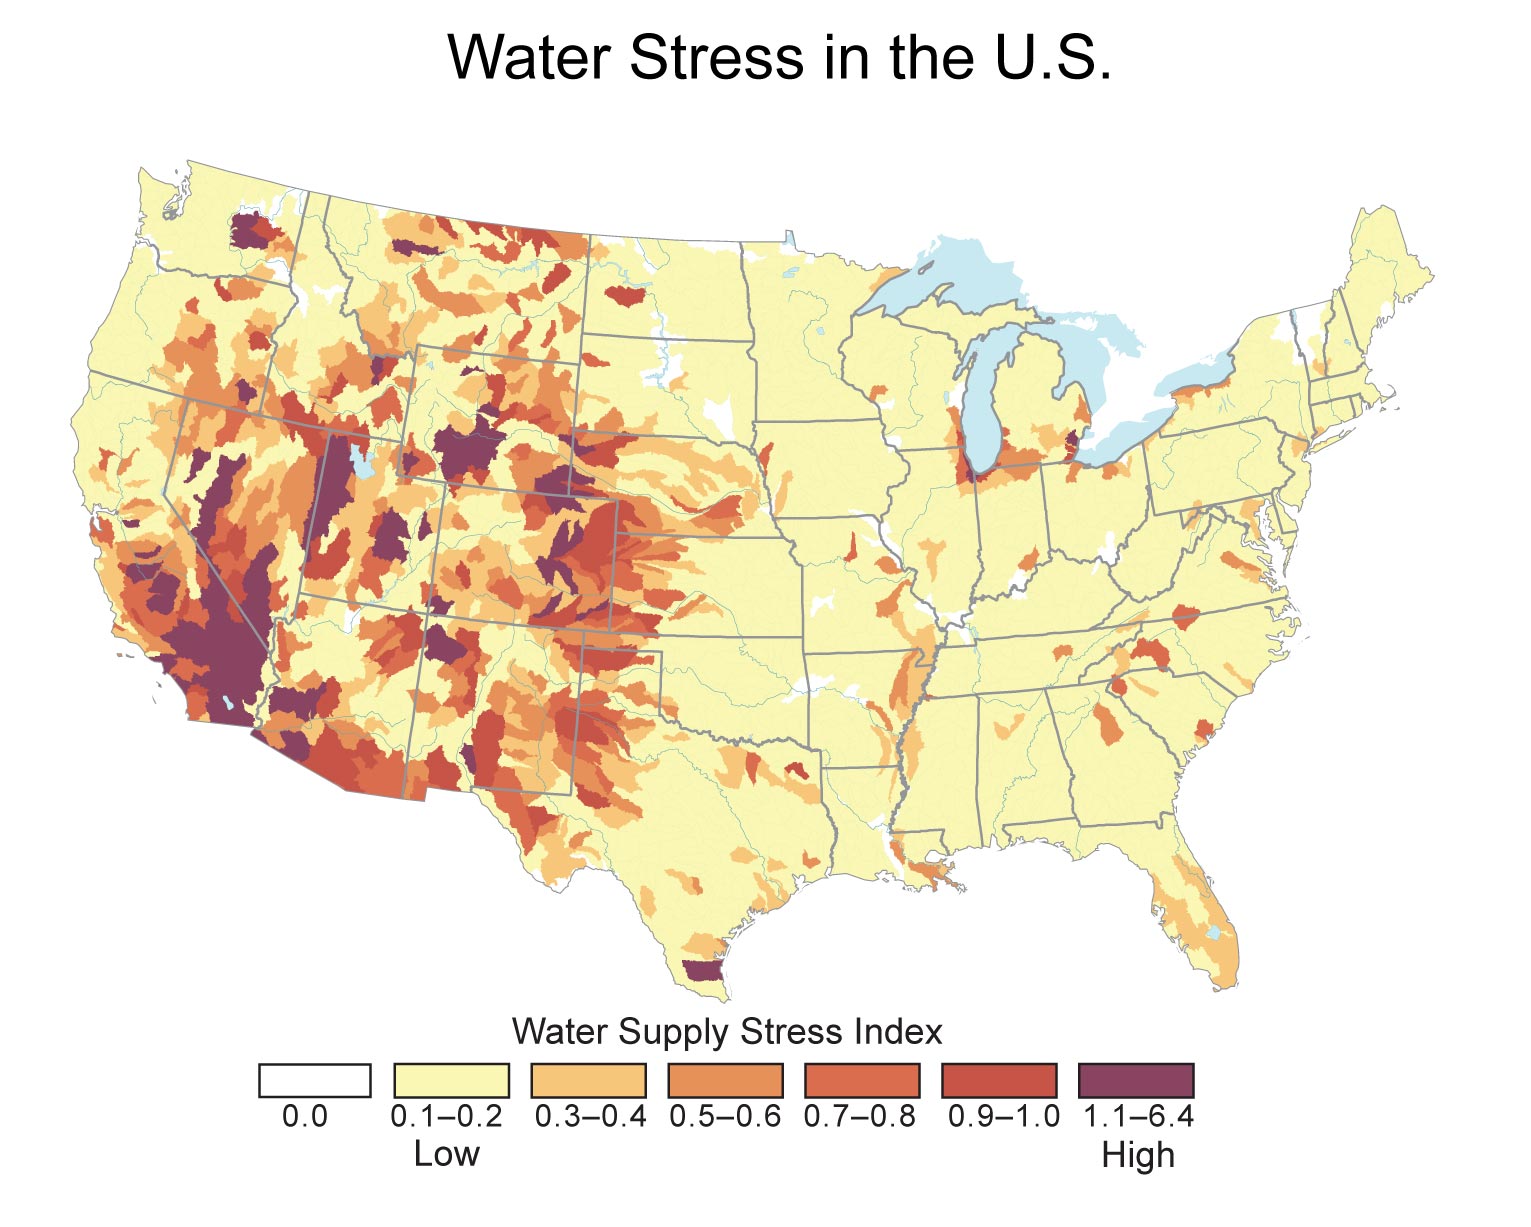 Water Stress in the U.S.
Water Supply Stress Index
0.0 0.1–0.2 0.3–0.4 0.5–0.6 0.7–0.8 0.9–1.0 1.1–6.4
Low High